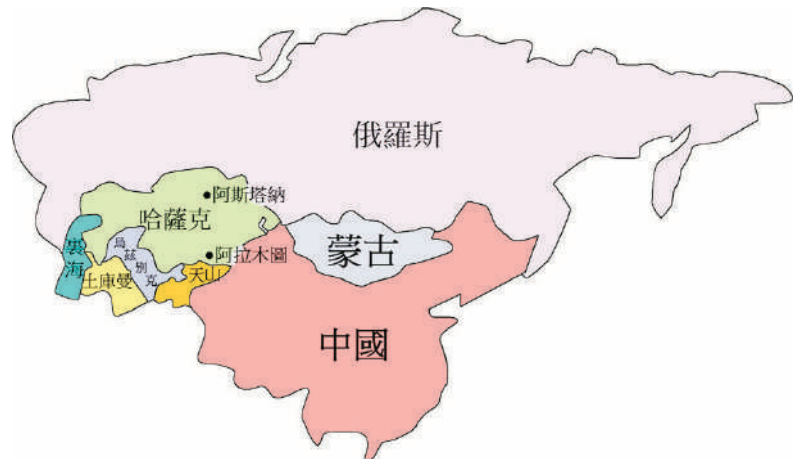 俄羅斯
阿斯塔納
哈薩克
烏茲別克
阿拉木圖
蒙古
裏海
土庫曼
天山
中國